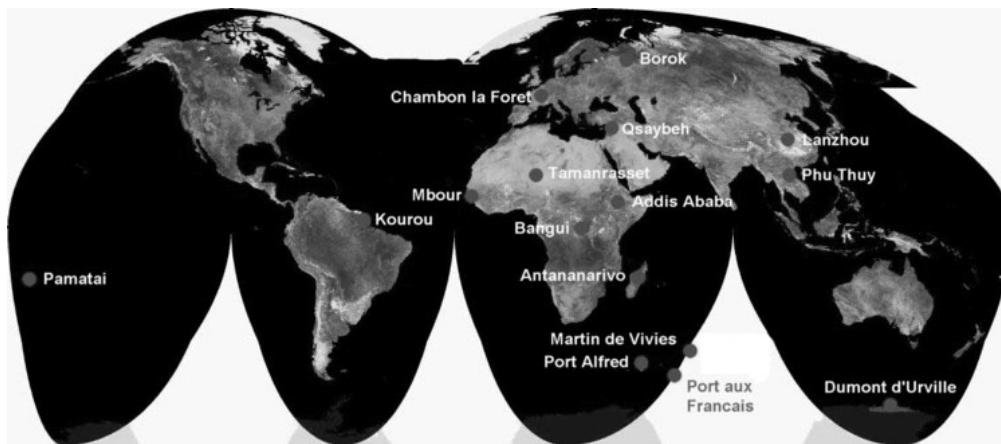 Borok
Chambon la Foret
Qsaybeh
Lanzhou
Tamanrasset
Phu Thuy
Mbour
Addis Ababa
Kourou
Bangui
Pamatai
Antananarivo
Martin de Vivies
Port Alfred
Port aux
Francais
Dumont d'Urville